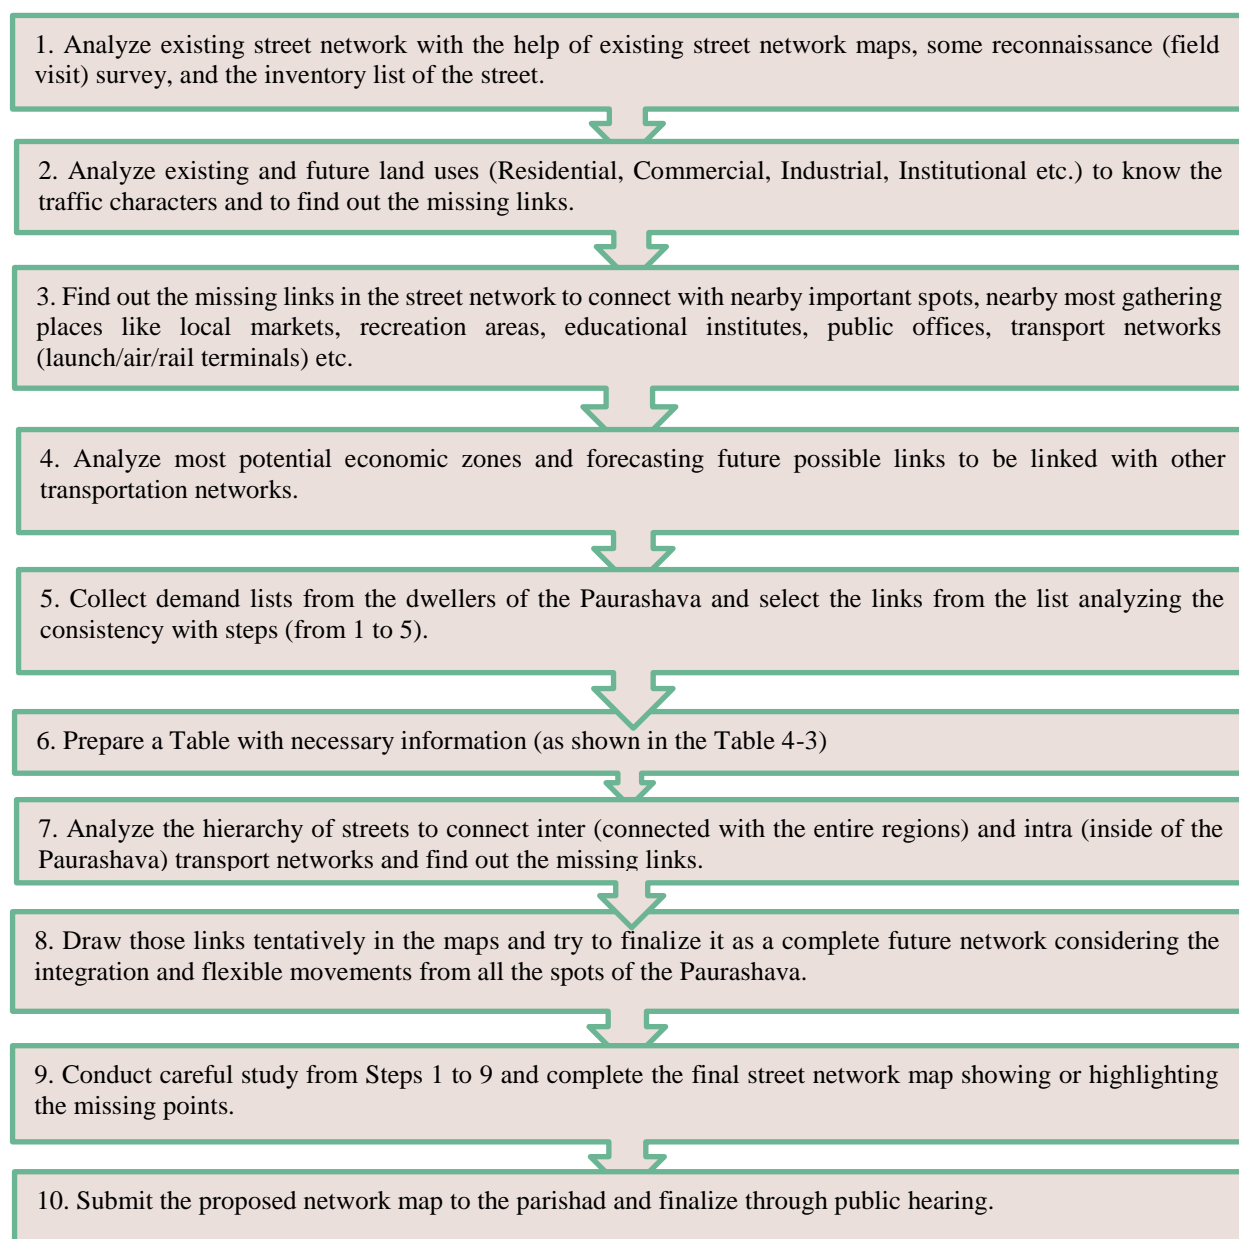 1. Analyze existing street network with the help of existing street network maps, some reconnaissance (field
visit) survey, and the inventory list of the street.
2. Analyze existing and future land uses (Residential, Commercial, Industrial, Institutional etc.) to know the
traffic characters and to find out the missing links.
3. Find out the missing links in the street network to connect with nearby important spots, nearby most gathering
places like local markets, recreation areas, educational institutes, public offices, transport networks
(launch/air/rail terminals) etc.
4. Analyze most potential economic zones and forecasting future possible links to be linked with other
transportation networks.
5. Collect demand lists from the dwellers of the Paurashava and select the links from the list analyzing the
consistency with steps (from 1 to 5).
6. Prepare a Table with necessary information (as shown in the Table 4-3)
7. Analyze the hierarchy of streets to connect inter (connected with the entire regions) and intra (inside of the
Paurashava) transport networks and find out the missing links.
8. Draw those links tentatively in the maps and try to finalize it as a complete future network considering the
integration and flexible movements from all the spots of the Paurashava.
9. Conduct careful study from Steps 1 to 9 and complete the final street network map showing or highlighting
the missing points.
10. Submit the proposed network map to the parishad and finalize through public hearing.